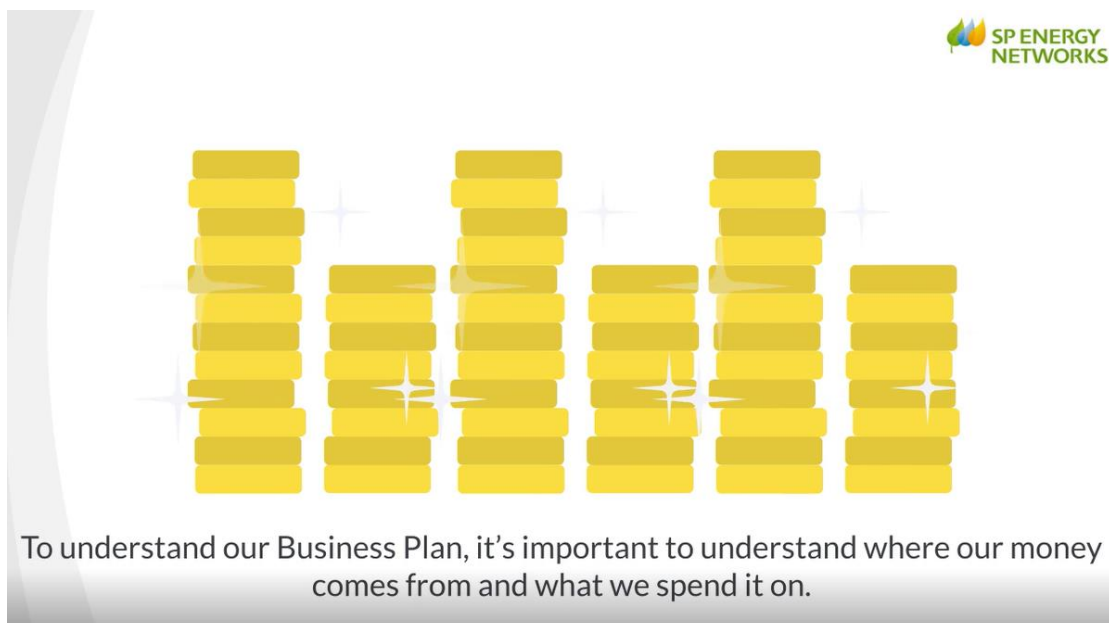 SP ENERGY
NETWORKS
To understand our Business Plan, it’s important to understand where our money
comes from and what we spend it on.